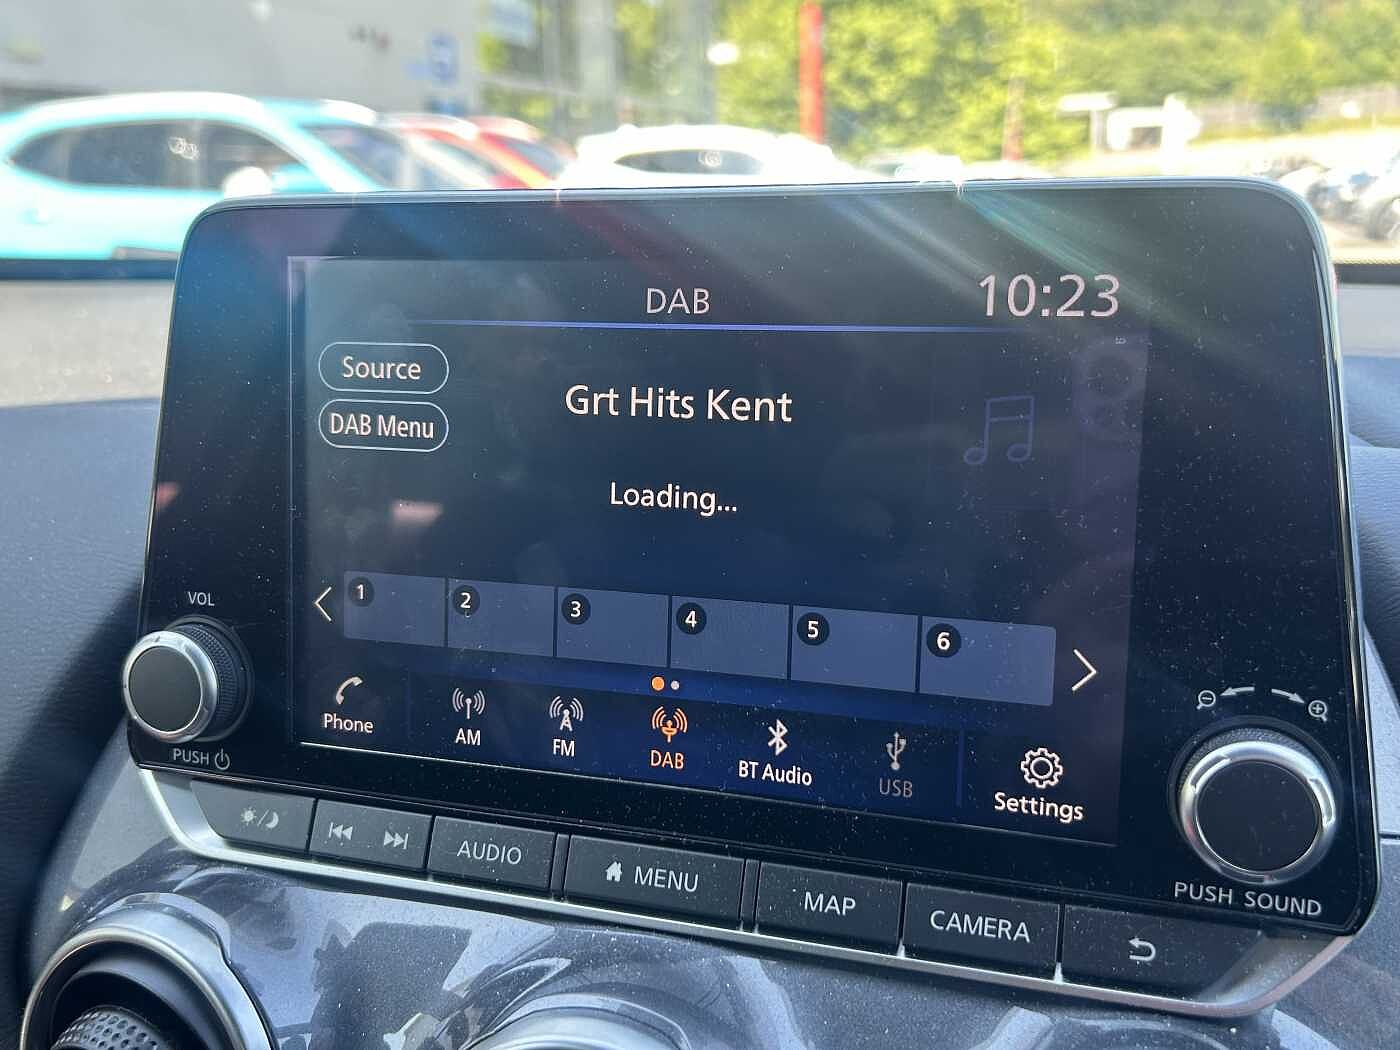 DAB
10:23
Source
DAB Menu
Grt Hits Kent
Loading...
1
2
3
4
5
6
Phone
AM
FM
DAB
BT Audio
USB
Settings
VOL
PUSH
PUSH SOUND
AUDIO
MENU
MAP
CAMERA